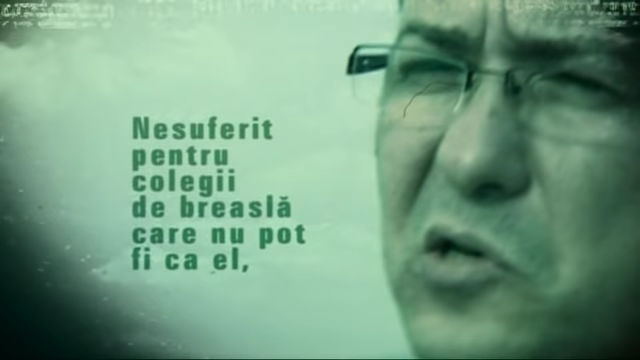 Nesuferit
pentru
colegii
de breaslă
care nu pot
fi ca el,